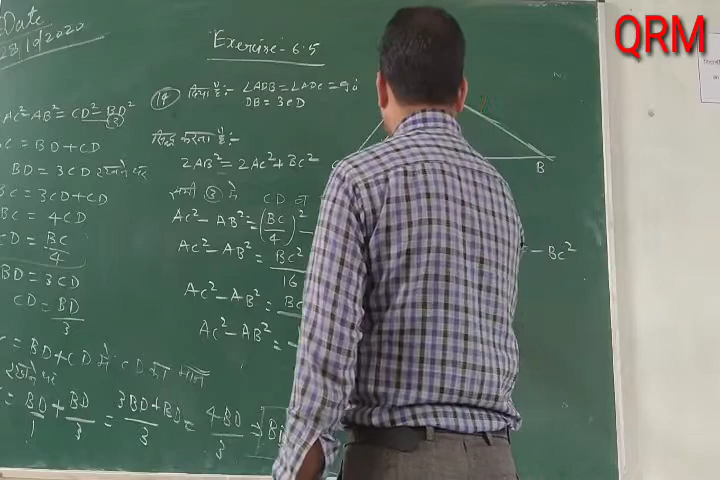 Date
28/10/2020
Exercise - 6.5
QRM
(14) दिया है :- ∠ADB = ∠ADC = 90°
DB = 3CD
सिद्ध करना है :-
2AB² = 2AC² + BC²
AC² - AB² = CD² - BD²
(3)
= BD + CD
BD = 3CD रखने पर
BC = 3CD + CD
BC = 4CD
CD = BC/4
BD = 3CD
CD = BD/3
= BD + CD में CD का मान
रखने पर
= BD/1 + BD/3 = 3BD + BD/3 = 4BD/3
समी (3) में CD
AC² - AB² = (BC/4)² -
AC² - AB² = BC²/16
AC² - AB² =
AC² - AB² =
B
- BC²